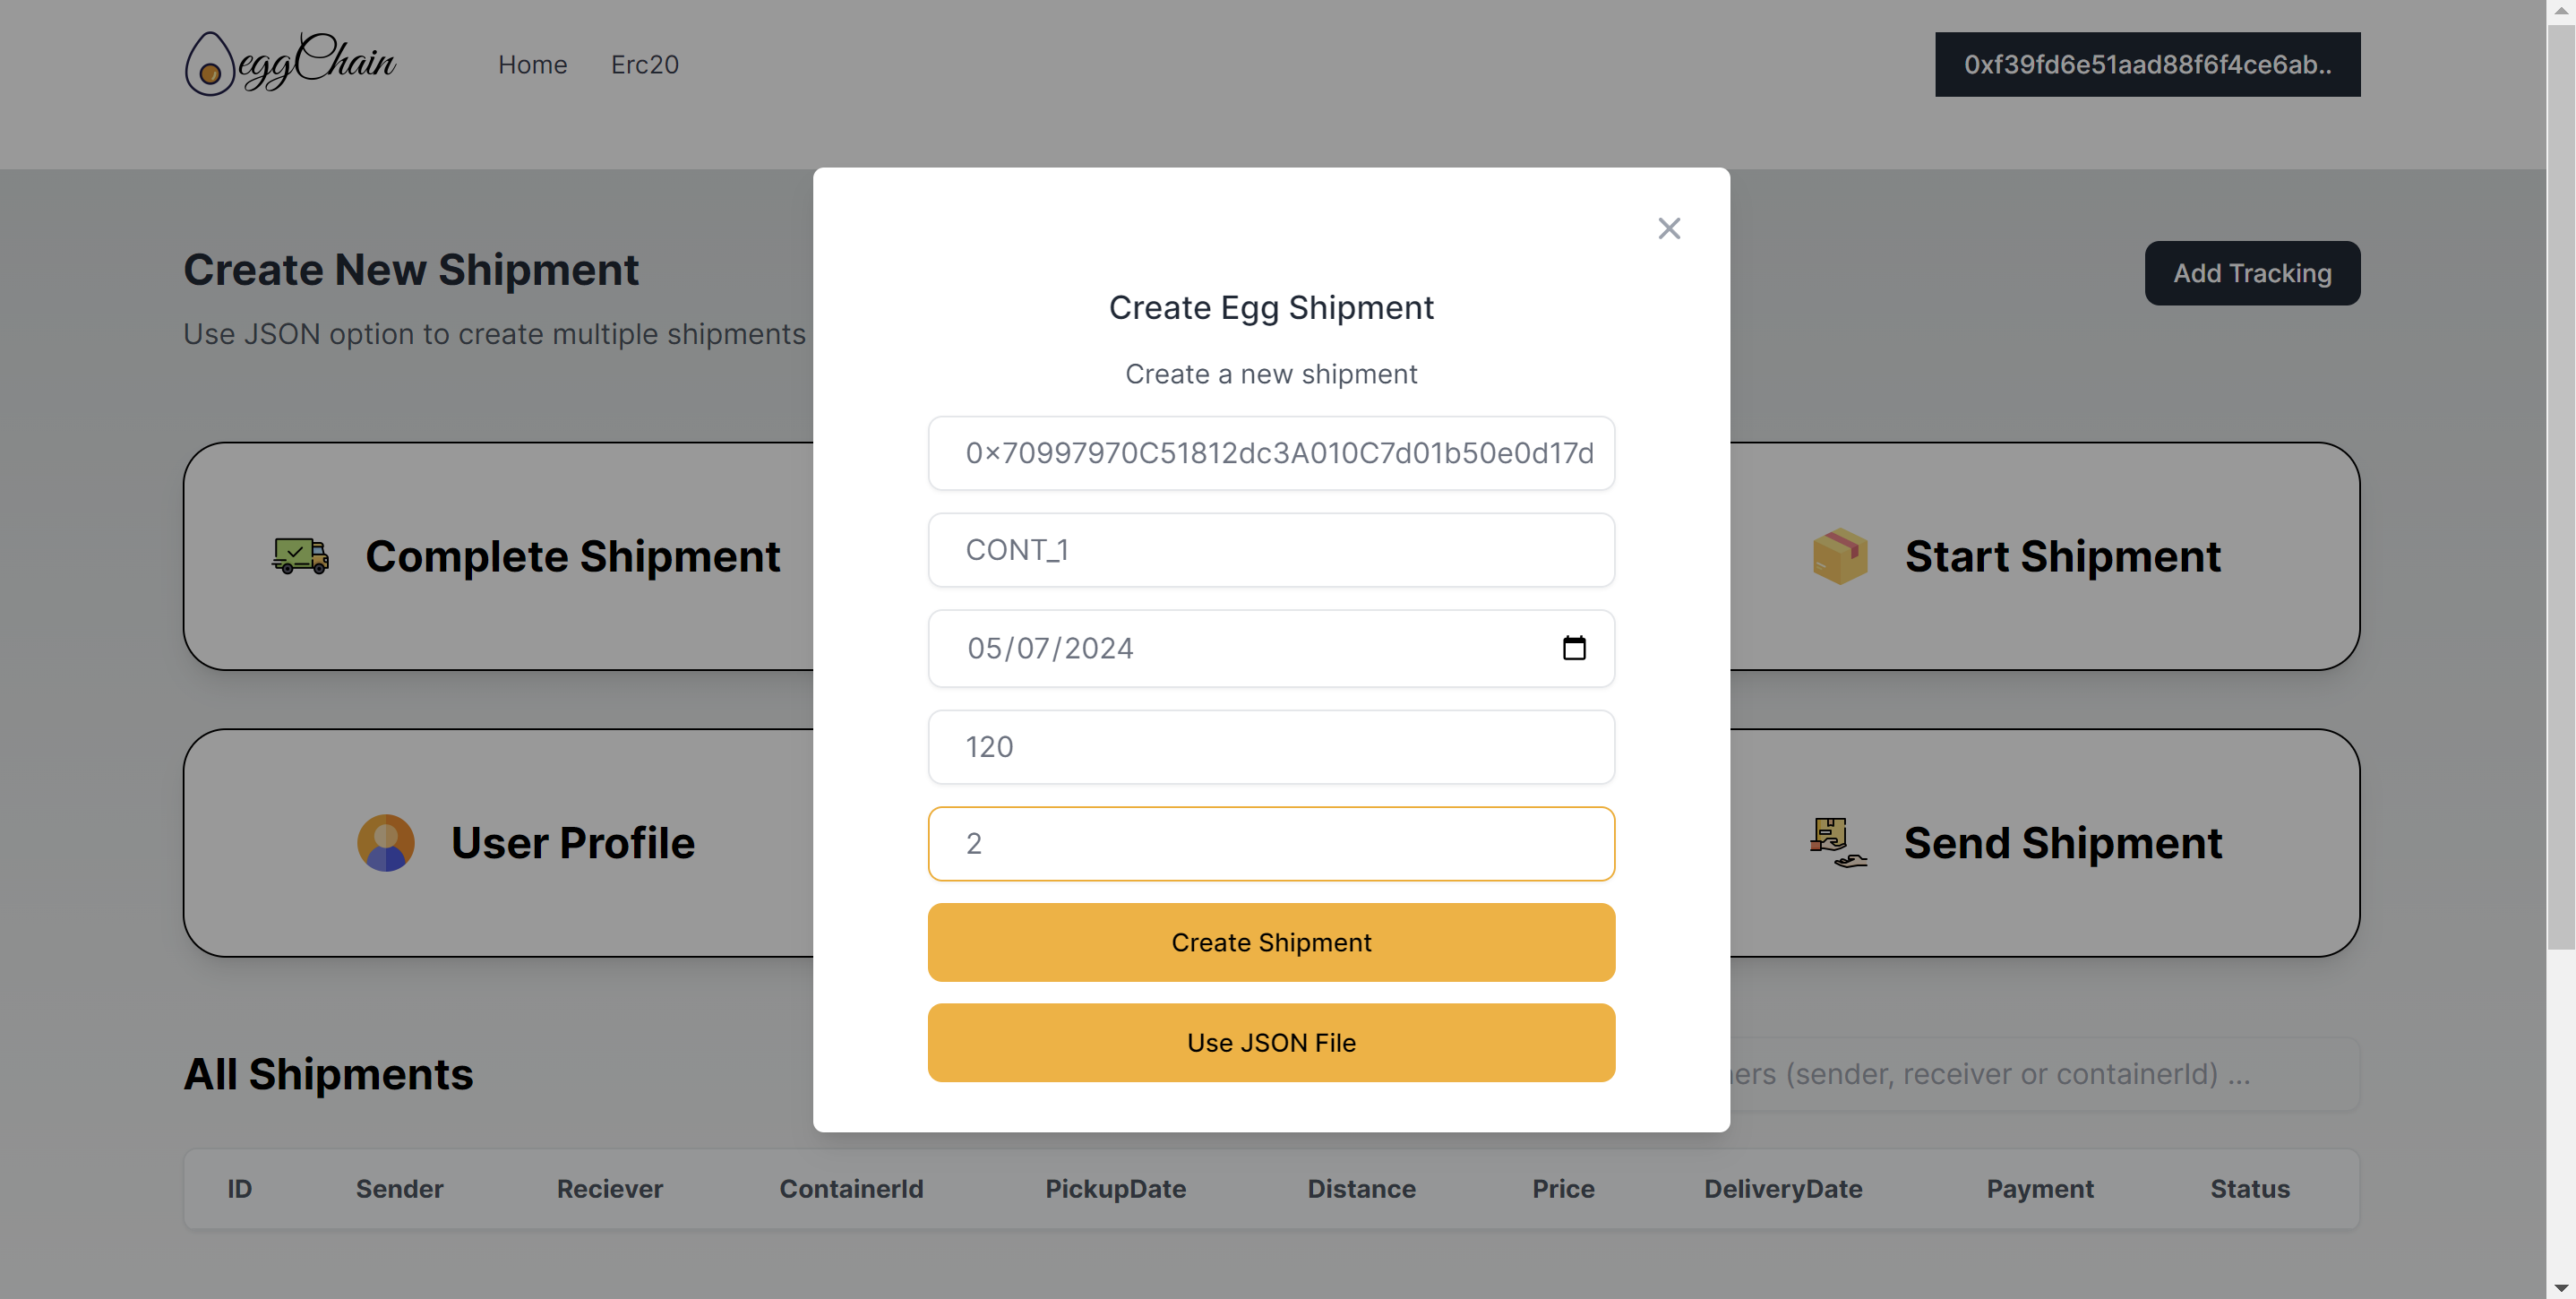 eggChain
Home
Erc20
0xf39fd6e51aad88f6f4ce6ab..
Create New Shipment
Use JSON option to create multiple shipments
Add Tracking
Create Egg Shipment
Create a new shipment
0x70997970C51812dc3A010C7d01b50e0d17d
CONT_1
05/07/2024
120
2
Create Shipment
Use JSON File
Complete Shipment
Start Shipment
User Profile
Send Shipment
All Shipments
(sender, receiver or containerId) ...
ID Sender Reciever ContainerId PickupDate Distance Price DeliveryDate Payment Status